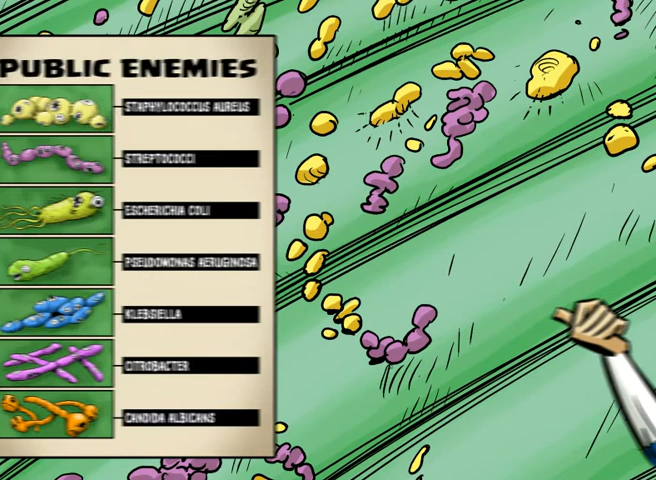 PUBLIC ENEMIES
STAPHYLOCOCCUS AUREUS
STREPTOCOCCI
ESCHERICHIA COLI
PSEUDOMONAS AERUGINOSA
KLEBSIELLA
CITROBACTER
CANDIDA ALBICANS